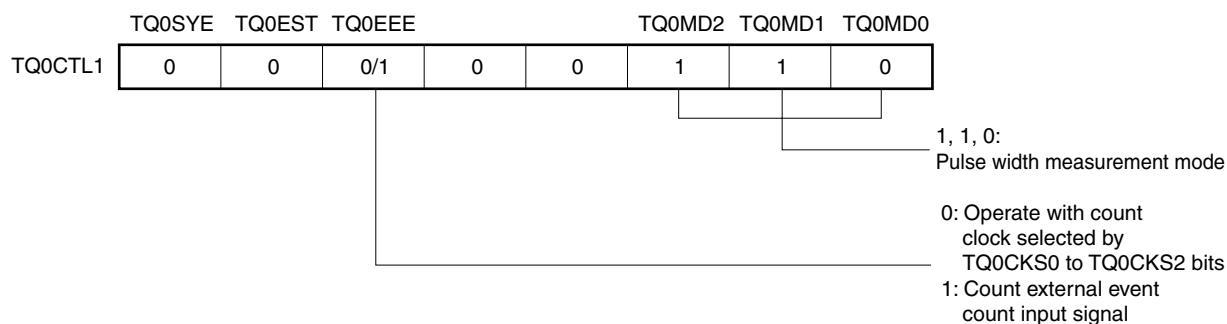 TQ0SYE TQ0EST TQ0EEE TQ0MD2 TQ0MD1 TQ0MD0
TQ0CTL1 0 0 0/1 0 0 1 1 0
1, 1, 0:
Pulse width measurement mode
0: Operate with count
clock selected by
TQ0CKS0 to TQ0CKS2 bits
1: Count external event
count input signal